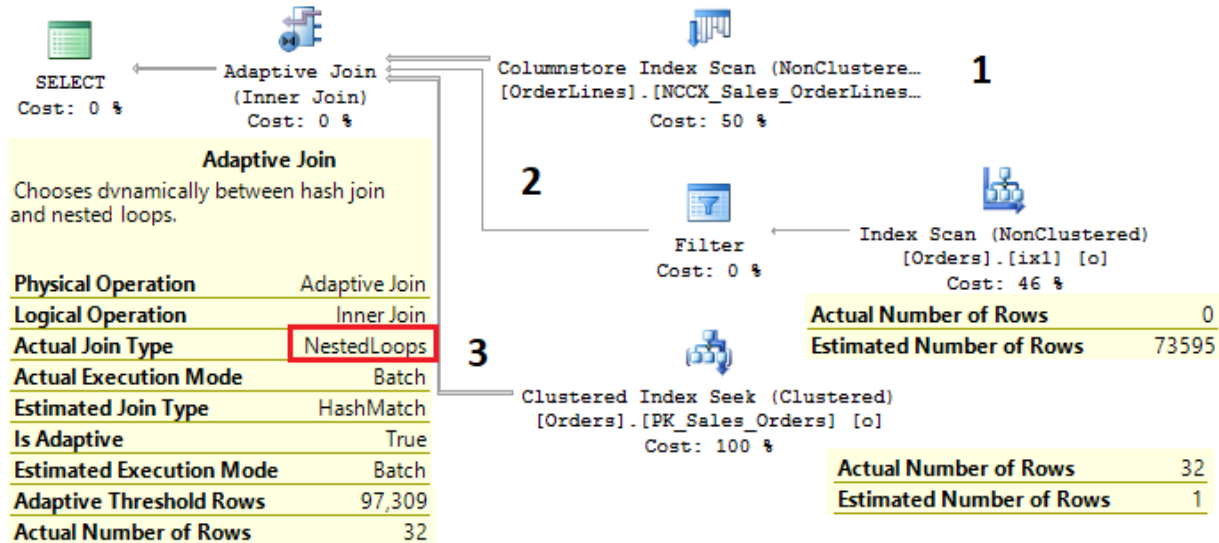 SELECT
Cost: 0 %
Adaptive Join
(Inner Join)
Cost: 0 %
Columnstore Index Scan (NonClustere…
[OrderLines].[NCCX_Sales_OrderLines…
Cost: 50 %
1
2
Filter
Cost: 0 %
Index Scan (NonClustered)
[Orders].[ix1] [o]
Cost: 46 %
Actual Number of Rows 0
Estimated Number of Rows 73595
3
Clustered Index Seek (Clustered)
[Orders].[PK_Sales_Orders] [o]
Cost: 100 %
Actual Number of Rows 32
Estimated Number of Rows 1
Adaptive Join
Chooses dynamically between hash join
and nested loops.
Physical Operation Adaptive Join
Logical Operation Inner Join
Actual Join Type NestedLoops
Actual Execution Mode Batch
Estimated Join Type HashMatch
Is Adaptive True
Estimated Execution Mode Batch
Adaptive Threshold Rows 97,309
Actual Number of Rows 32